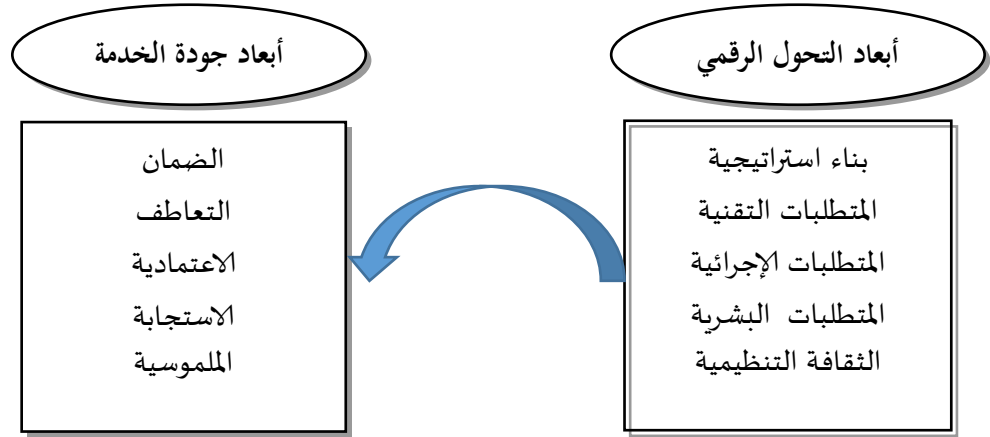 أبعاد التحول الرقمي
بناء استراتيجية
المتطلبات التقنية
المتطلبات الإجرائية
المتطلبات البشرية
الثقافة التنظيمية
أبعاد جودة الخدمة
الضمان
التعاطف
الاعتمادية
الاستجابة
الملموسية